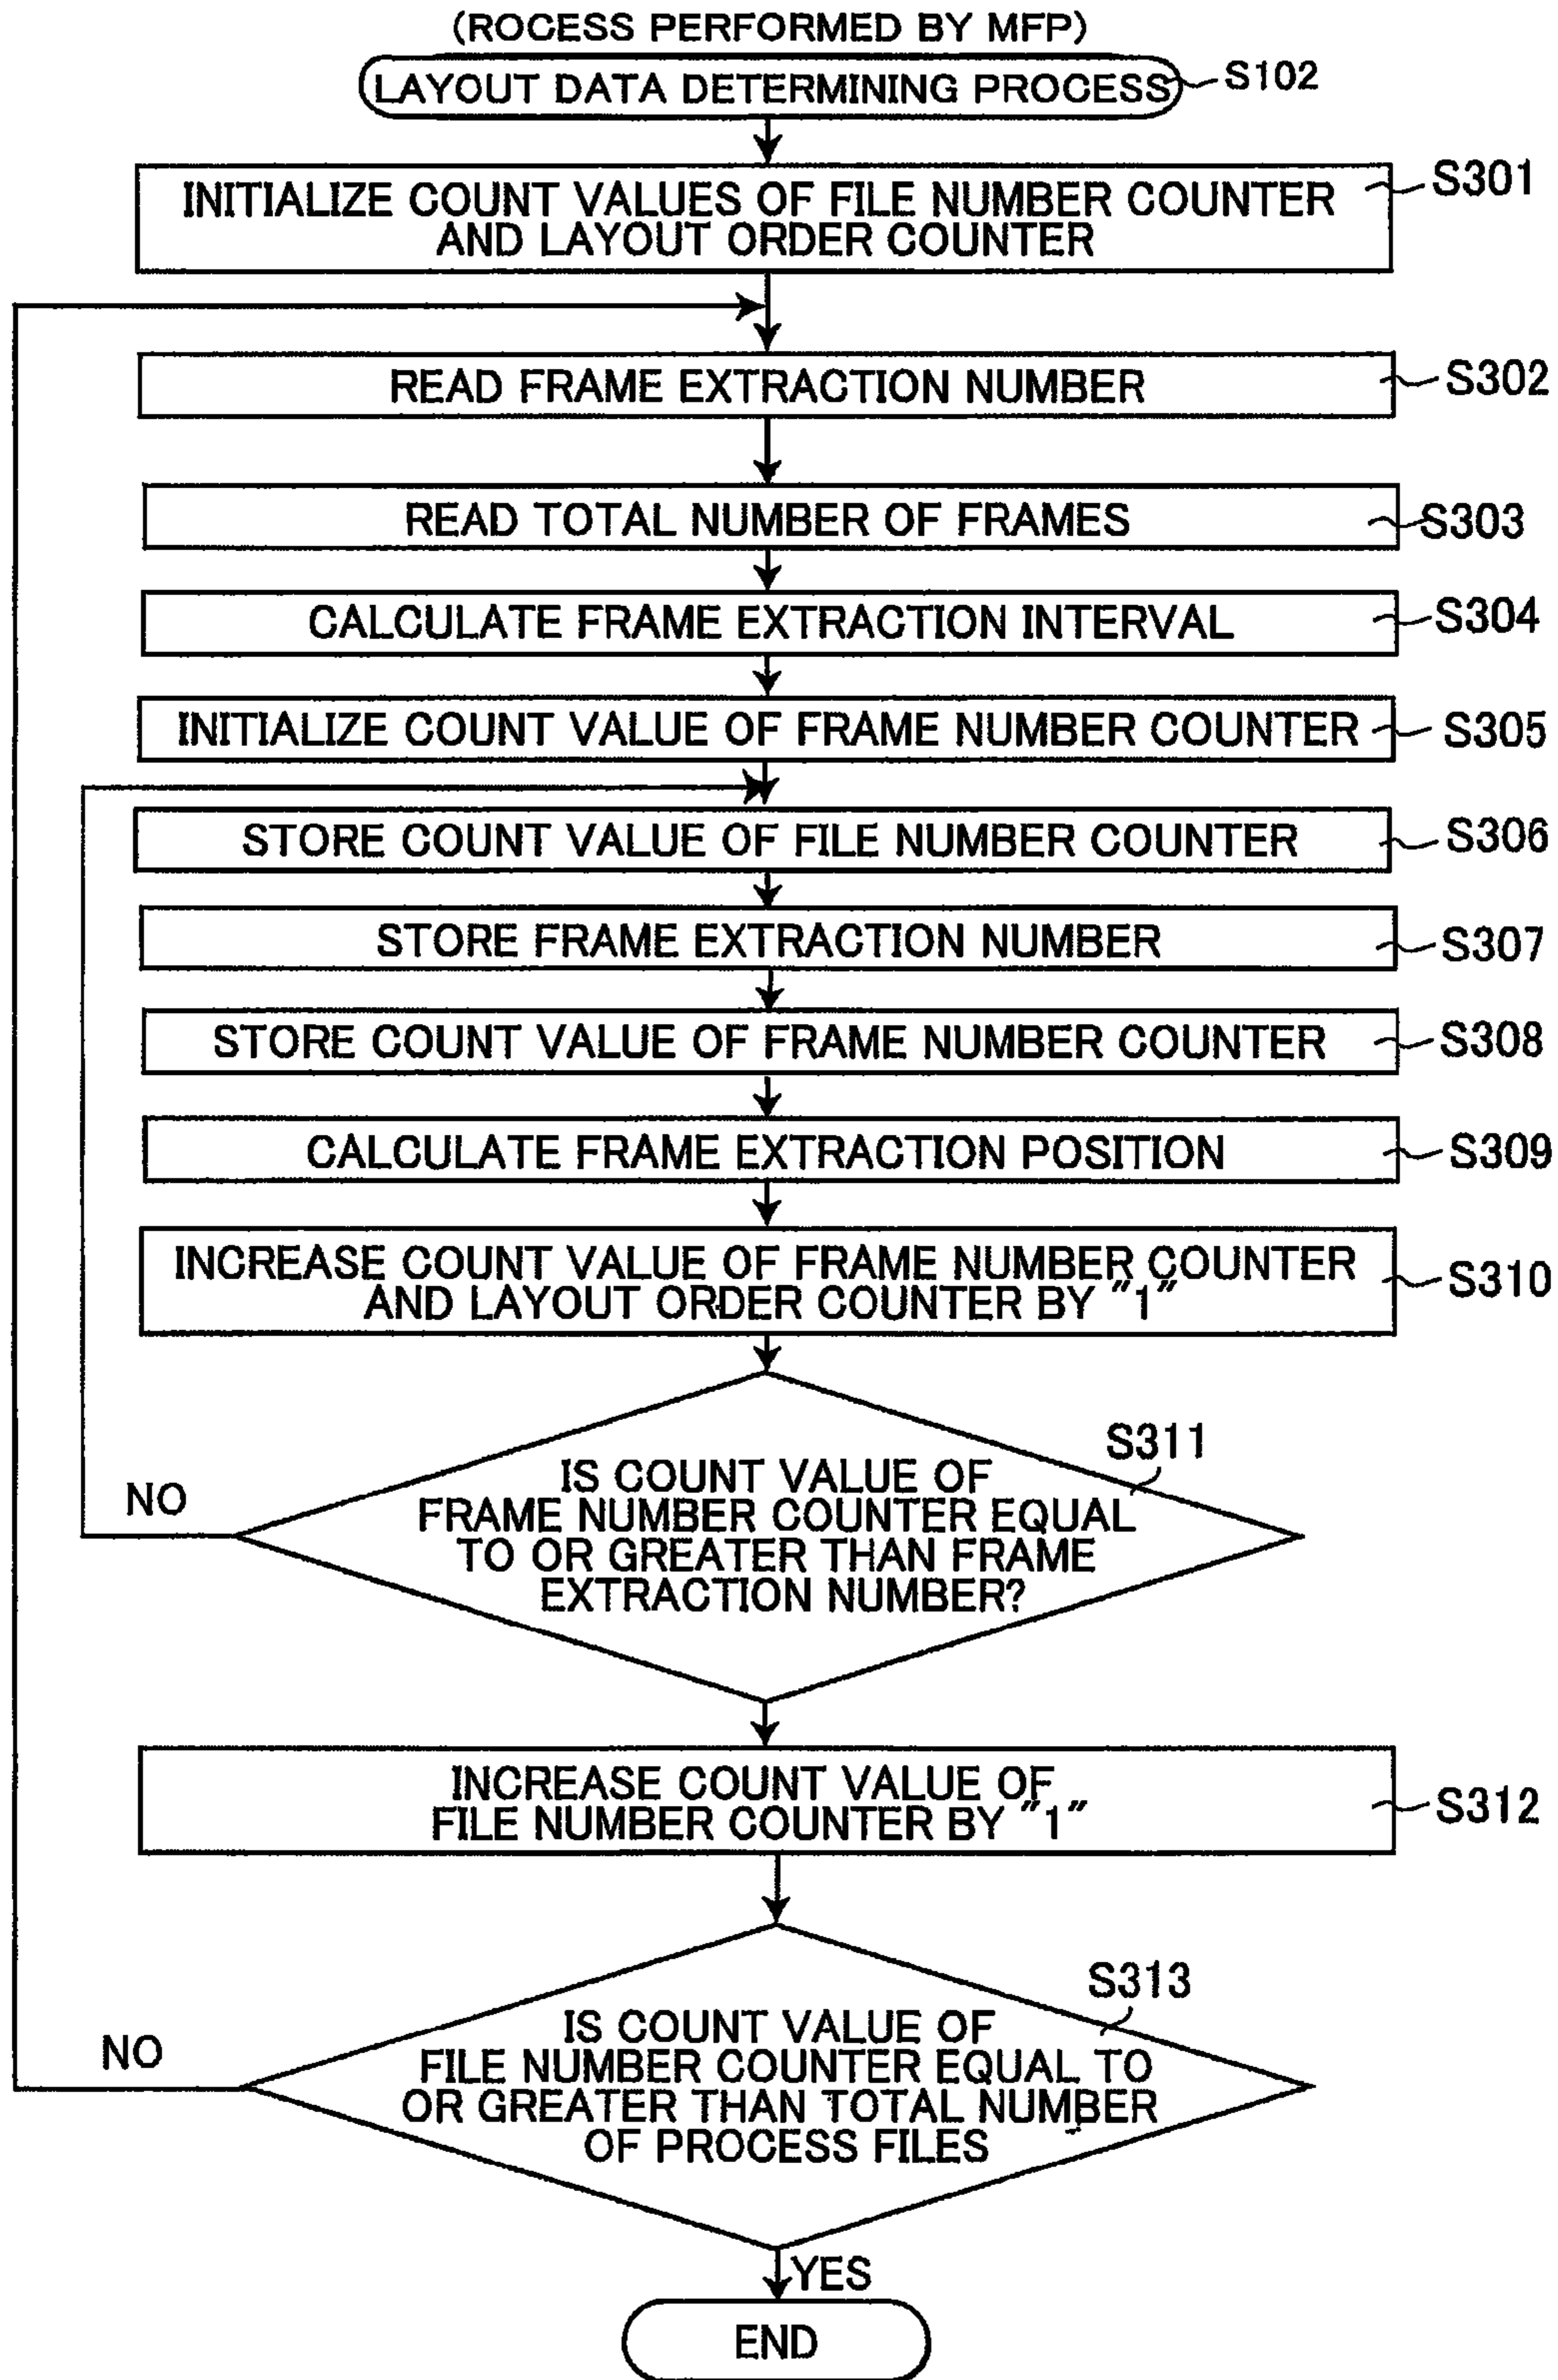 (ROCESS PERFORMED BY MFP)
LAYOUT DATA DETERMINING PROCESS
S102
INITIALIZE COUNT VALUES OF FILE NUMBER COUNTER
AND LAYOUT ORDER COUNTER
S301
READ FRAME EXTRACTION NUMBER
S302
READ TOTAL NUMBER OF FRAMES
S303
CALCULATE FRAME EXTRACTION INTERVAL
S304
INITIALIZE COUNT VALUE OF FRAME NUMBER COUNTER
S305
STORE COUNT VALUE OF FILE NUMBER COUNTER
S306
STORE FRAME EXTRACTION NUMBER
S307
STORE COUNT VALUE OF FRAME NUMBER COUNTER
S308
CALCULATE FRAME EXTRACTION POSITION
S309
INCREASE COUNT VALUE OF FRAME NUMBER COUNTER
AND LAYOUT ORDER COUNTER BY "1"
S310
S311
IS COUNT VALUE OF
FRAME NUMBER COUNTER EQUAL
TO OR GREATER THAN FRAME
EXTRACTION NUMBER?
NO
INCREASE COUNT VALUE OF
FILE NUMBER COUNTER BY "1"
S312
S313
IS COUNT VALUE OF
FILE NUMBER COUNTER EQUAL TO
OR GREATER THAN TOTAL NUMBER
OF PROCESS FILES
NO
YES
END